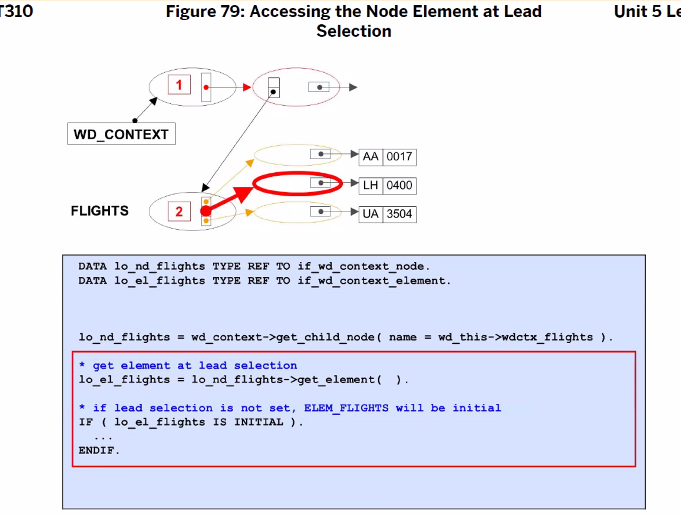 T310
Figure 79: Accessing the Node Element at Lead
Selection
Unit 5 Le
1
WD_CONTEXT
AA 0017
LH 0400
FLIGHTS
2
UA 3504
DATA lo_nd_flights TYPE REF TO if_wd_context_node.
DATA lo_el_flights TYPE REF TO if_wd_context_element.
lo_nd_flights = wd_context->get_child_node( name = wd_this->wdctx_flights ).
* get element at lead selection
lo_el_flights = lo_nd_flights->get_element(  ).
* if lead selection is not set, ELEM_FLIGHTS will be initial
IF ( lo_el_flights IS INITIAL ).
...
ENDIF.